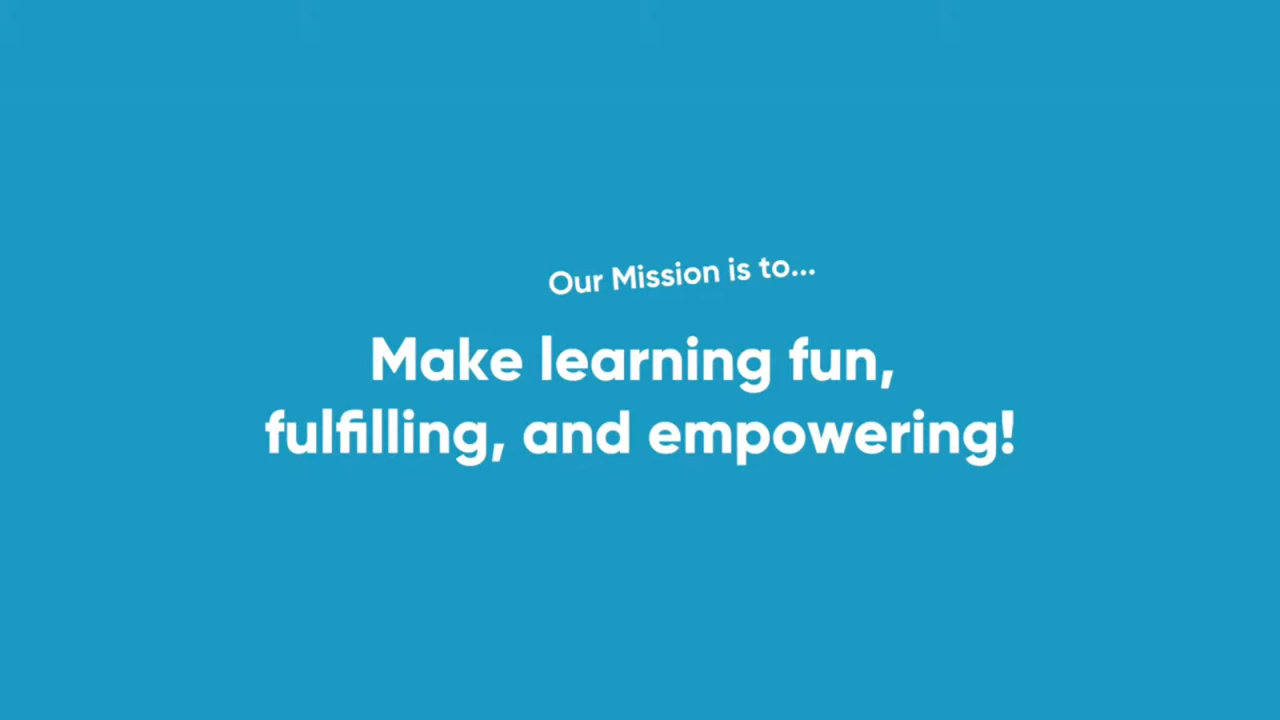 Our Mission is to...
Make learning fun,
fulfilling, and empowering!